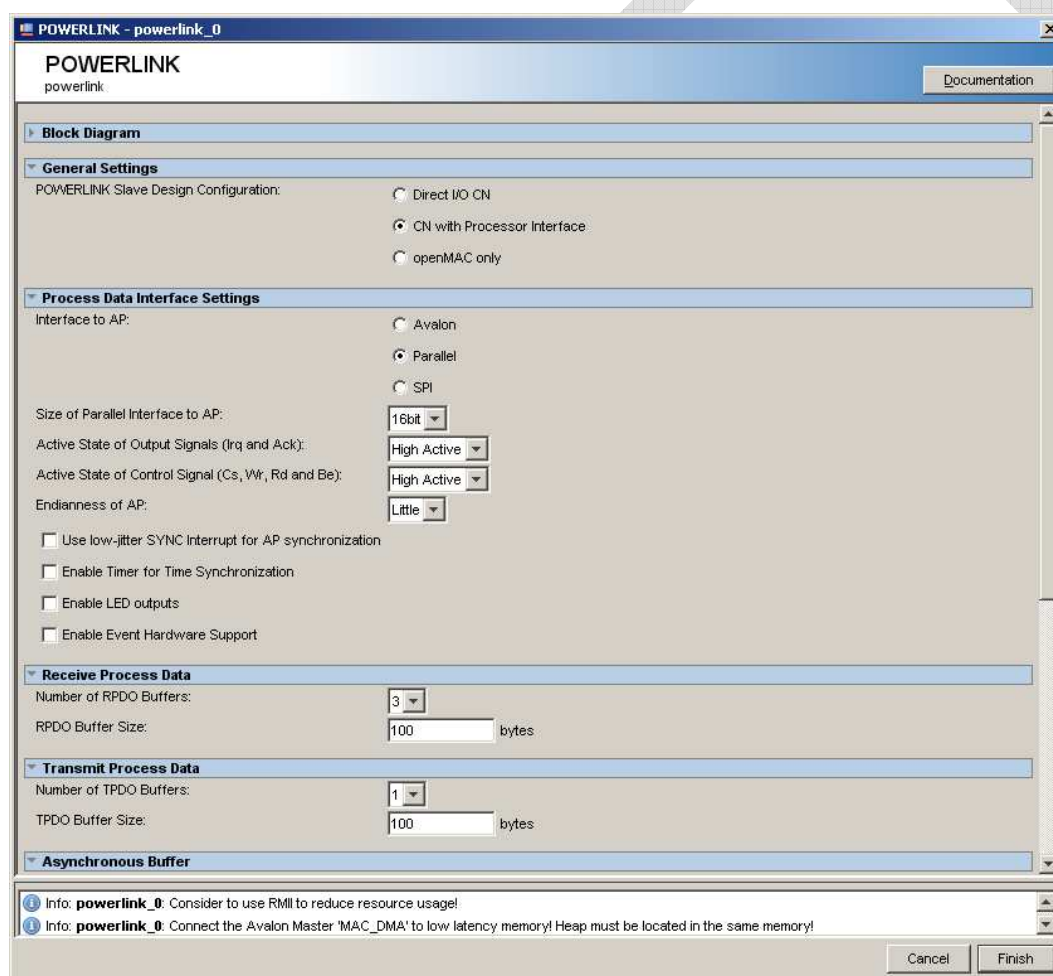 POWERLINK - powerlink_0
POWERLINK
powerlink
Documentation
Block Diagram
General Settings
POWERLINK Slave Design Configuration:
Direct I/O CN
CN with Processor Interface
openMAC only
Process Data Interface Settings
Interface to AP:
Avalon
Parallel
SPI
Size of Parallel Interface to AP: 16bit
Active State of Output Signals (Irq and Ack): High Active
Active State of Control Signal (Cs, Wr, Rd and Be): High Active
Endianness of AP: Little
Use low-jitter SYNC Interrupt for AP synchronization
Enable Timer for Time Synchronization
Enable LED outputs
Enable Event Hardware Support
Receive Process Data
Number of RPDO Buffers: 3
RPDO Buffer Size: 100 bytes
Transmit Process Data
Number of TPDO Buffers: 1
TPDO Buffer Size: 100 bytes
Asynchronous Buffer
Info: powerlink_0: Consider to use RMII to reduce resource usage!
Info: powerlink_0: Connect the Avalon Master 'MAC_DMA' to low latency memory! Heap must be located in the same memory!
Cancel Finish